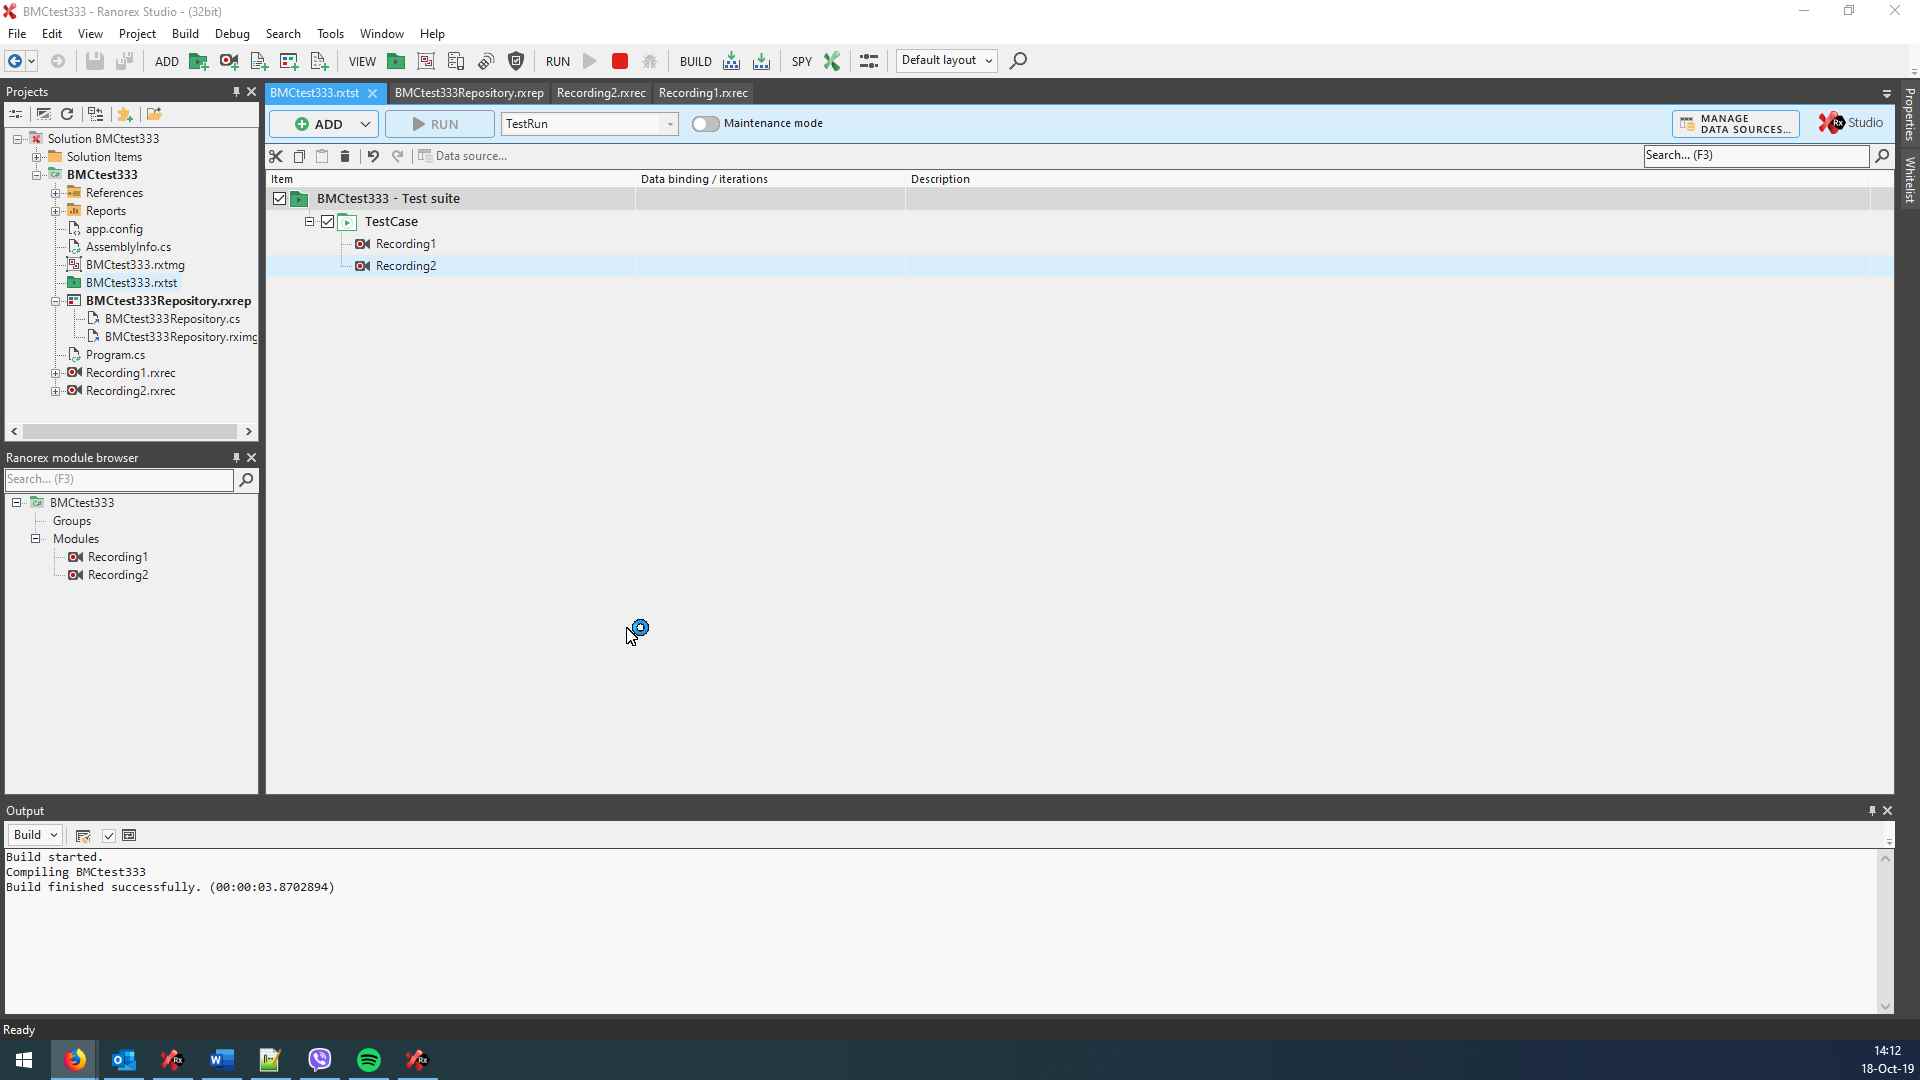 BMCtest333 - Ranorex Studio - (32bit)
File Edit View Project Build Debug Search Tools Window Help
ADD VIEW RUN BUILD SPY Default layout
Projects
BMCtest333.rxtst BMCtest333Repository.rxrep Recording2.rxrec Recording1.rxrec
ADD RUN TestRun Maintenance mode MANAGE DATA SOURCES... Rx Studio
Data source... Search... (F3)
Item Data binding / iterations Description
BMCtest333 - Test suite
TestCase
Recording1
Recording2
Solution BMCtest333
Solution Items
BMCtest333
References
Reports
app.config
AssemblyInfo.cs
BMCtest333.rxtmg
BMCtest333.rxtst
BMCtest333Repository.rxrep
BMCtest333Repository.cs
BMCtest333Repository.rximg
Program.cs
Recording1.rxrec
Recording2.rxrec
Ranorex module browser
Search... (F3)
BMCtest333
Groups
Modules
Recording1
Recording2
Properties
Whitelist
Output
Build
Build started.
Compiling BMCtest333
Build finished successfully. (00:00:03.8702894)
Ready
14:12
18-Oct-19